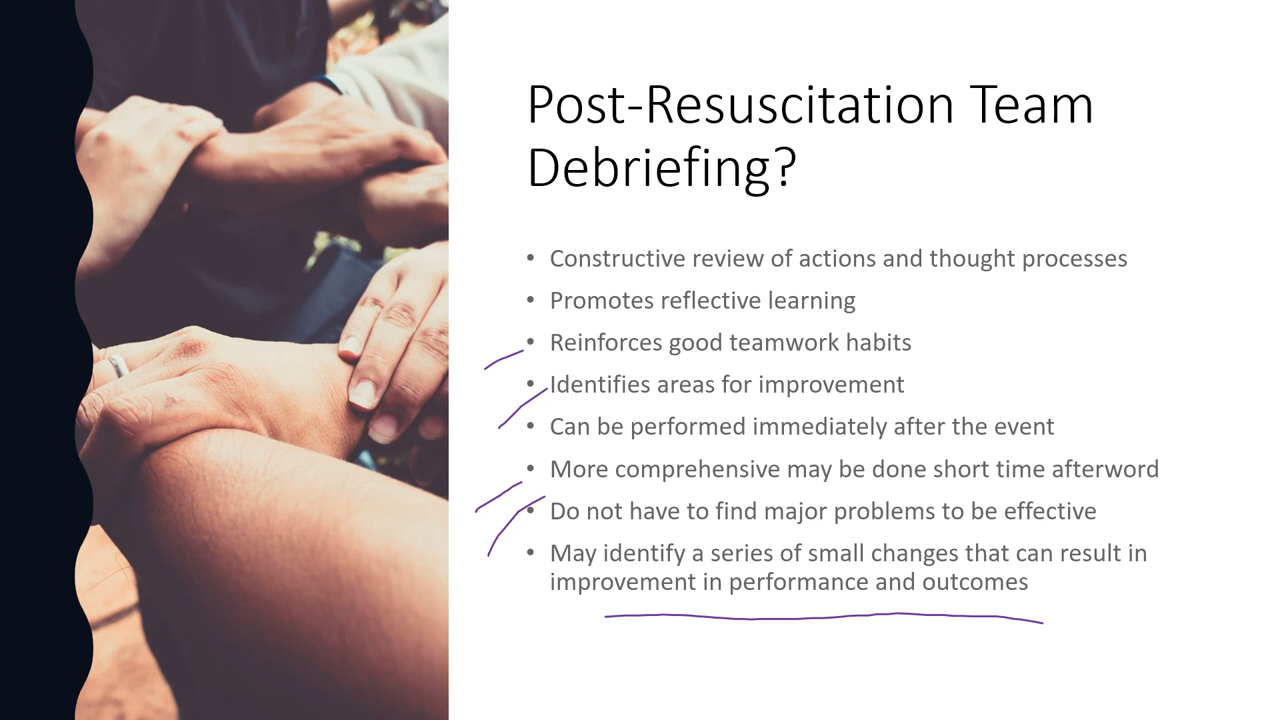 Post-Resuscitation Team
Debriefing?
• Constructive review of actions and thought processes
• Promotes reflective learning
• Reinforces good teamwork habits
• Identifies areas for improvement
• Can be performed immediately after the event
• More comprehensive may be done short time afterword
• Do not have to find major problems to be effective
• May identify a series of small changes that can result in
improvement in performance and outcomes